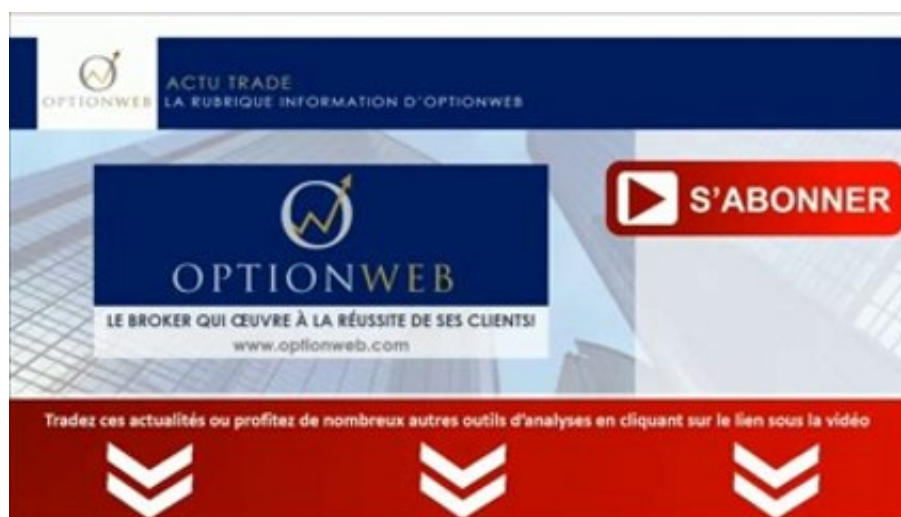 OPTIONWEB
ACTU TRADE
LA RUBRIQUE INFORMATION D'OPTIONWEB
S'ABONNER
OPTIONWEB
LE BROKER QUI ŒUVRE À LA RÉUSSITE DE SES CLIENTS!
www.optionweb.com
Tradez ces actualités ou profitez de nombreux autres outils d'analyses en cliquant sur le lien sous la vidéo